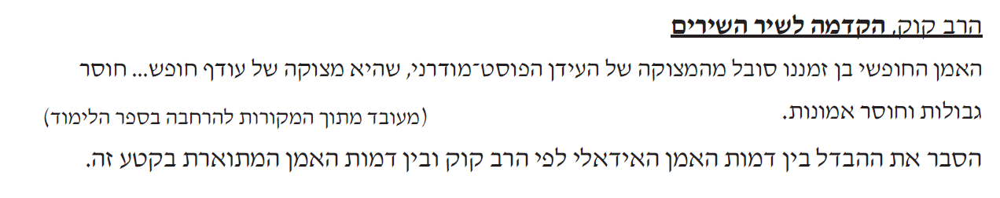 הרב קוק, הקדמה לשיר השירים
האמן החופשי בן זמננו סובל מהמצוקה של העידן הפוסט־מודרני, שהיא מצוקה של עודף חופש... חוסר
גבולות וחוסר אמונות. (מעובד מתוך המקורות להרחבה בספר הלימוד)
הסבר את ההבדל בין דמות האמן האידאלי לפי הרב קוק ובין דמות האמן המתוארת בקטע זה.